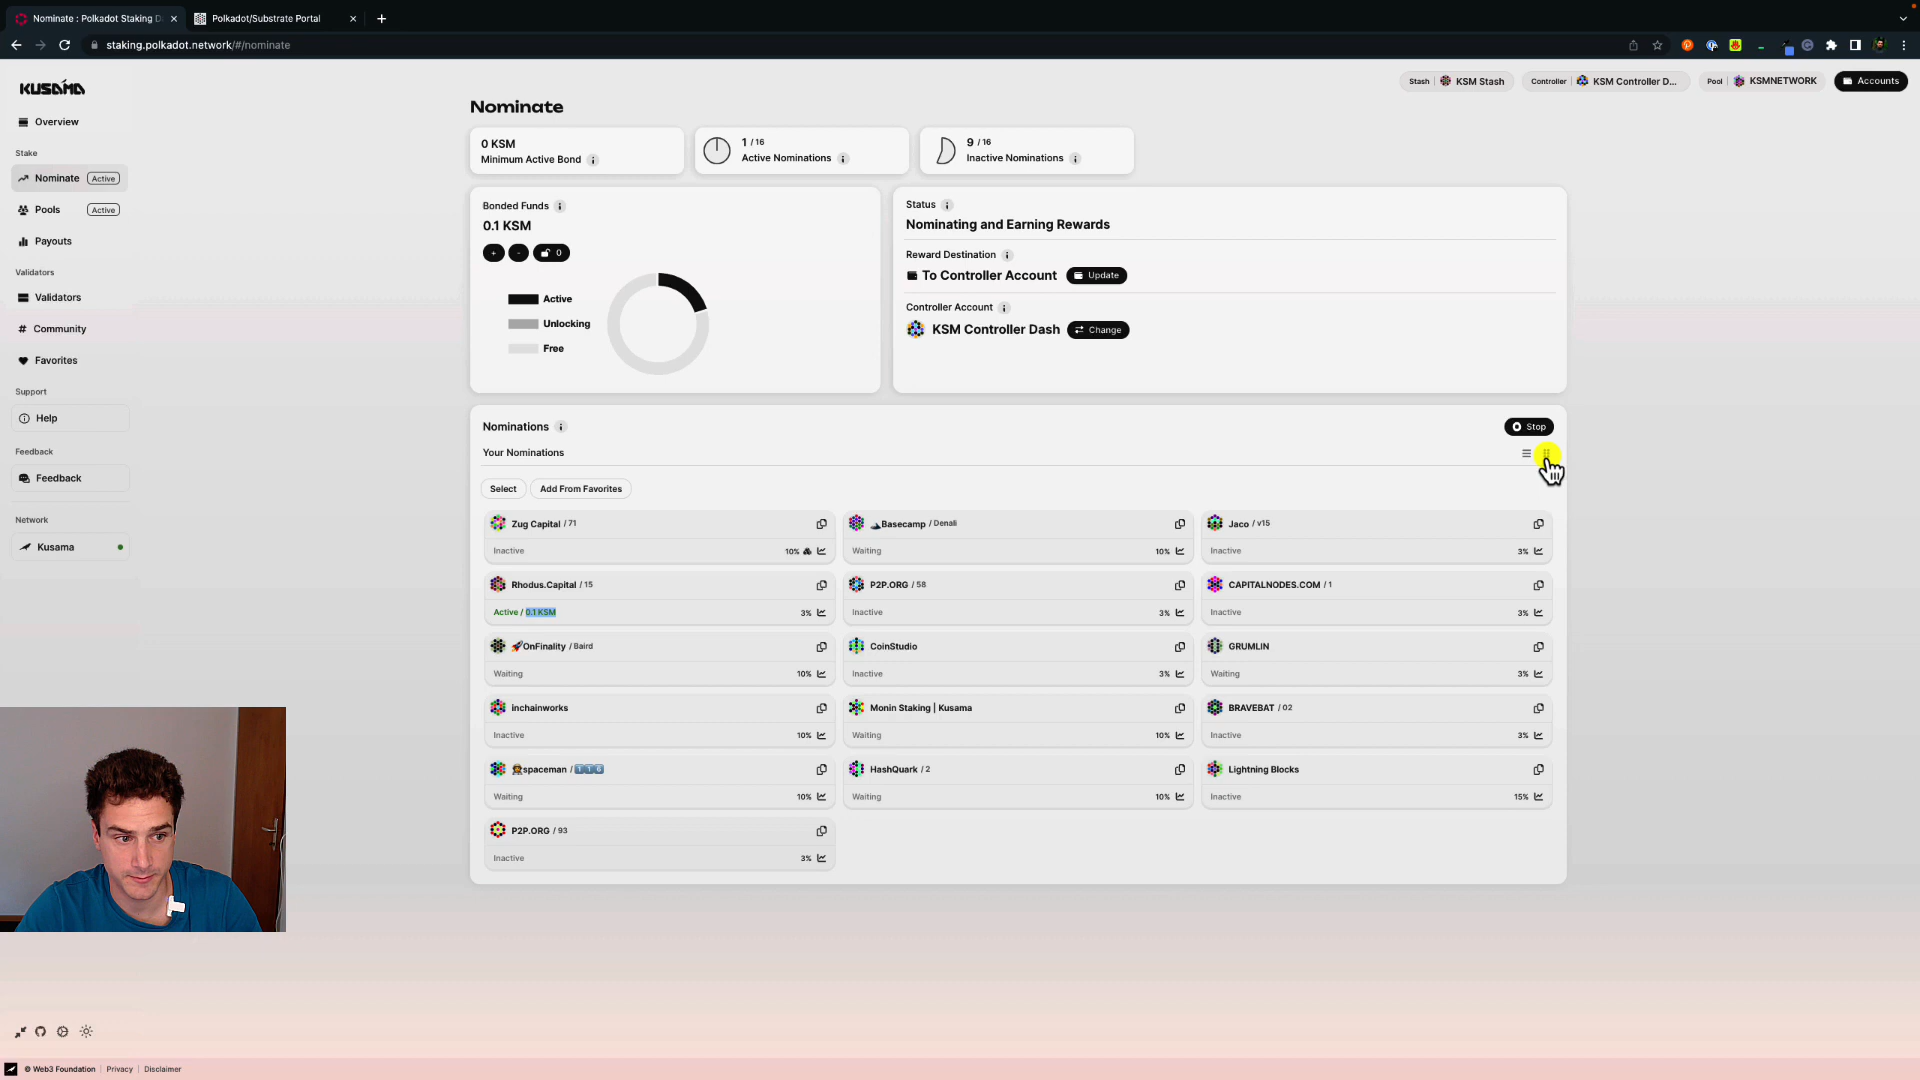 Nominate : Polkadot Staking D
Polkadot/Substrate Portal
staking.polkadot.network/#/nominate
KUSAMA
Stash KSM Stash
Controller KSM Controller D...
Pool KSMNETWORK
Accounts
Overview
Stake
Nominate Active
Pools Active
Payouts
Validators
Validators
# Community
Favorites
Support
Help
Feedback
Feedback
Network
Kusama
Nominate
0 KSM
Minimum Active Bond
1 / 16
Active Nominations
9 / 16
Inactive Nominations
Bonded Funds
0.1 KSM
+ - 0
Active
Unlocking
Free
Status
Nominating and Earning Rewards
Reward Destination
To Controller Account Update
Controller Account
KSM Controller Dash Change
Nominations
Stop
Your Nominations
Select Add From Favorites
Zug Capital / 71
Inactive 10%
Basecamp / Denali
Waiting 10%
Jaco / v15
Inactive 3%
Rhodus.Capital / 15
Active / 0.1 KSM 3%
P2P.ORG / 58
Inactive 3%
CAPITALNODES.COM / 1
Inactive 3%
🚀OnFinality / Baird
Waiting 10%
CoinStudio
Inactive 3%
GRUMLIN
Waiting 3%
inchainworks
Inactive 10%
Monin Staking | Kusama
Waiting 10%
BRAVEBAT / 02
Inactive 3%
spaceman /
Waiting 10%
HashQuark / 2
Waiting 10%
Lightning Blocks
Inactive 15%
P2P.ORG / 93
Inactive 3%
© Web3 Foundation | Privacy | Disclaimer